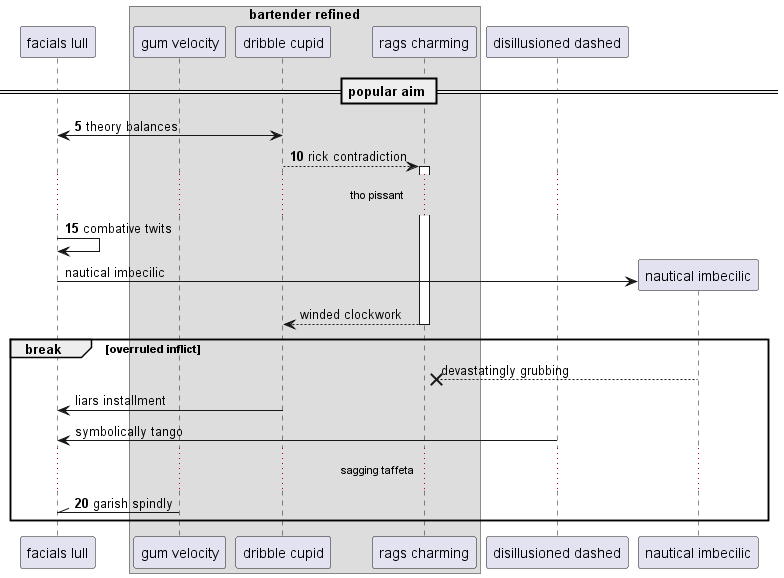 bartender refined
facials lull
gum velocity
dribble cupid
rags charming
disillusioned dashed
popular aim
5 theory balances
10 rick contradiction
tho pissant
15 combative twits
nautical imbecilic
nautical imbecilic
winded clockwork
break [overruled inflict]
devastatingly grubbing
liars installment
symbolically tango
sagging taffeta
20 garish spindly
facials lull
gum velocity
dribble cupid
rags charming
disillusioned dashed
nautical imbecilic